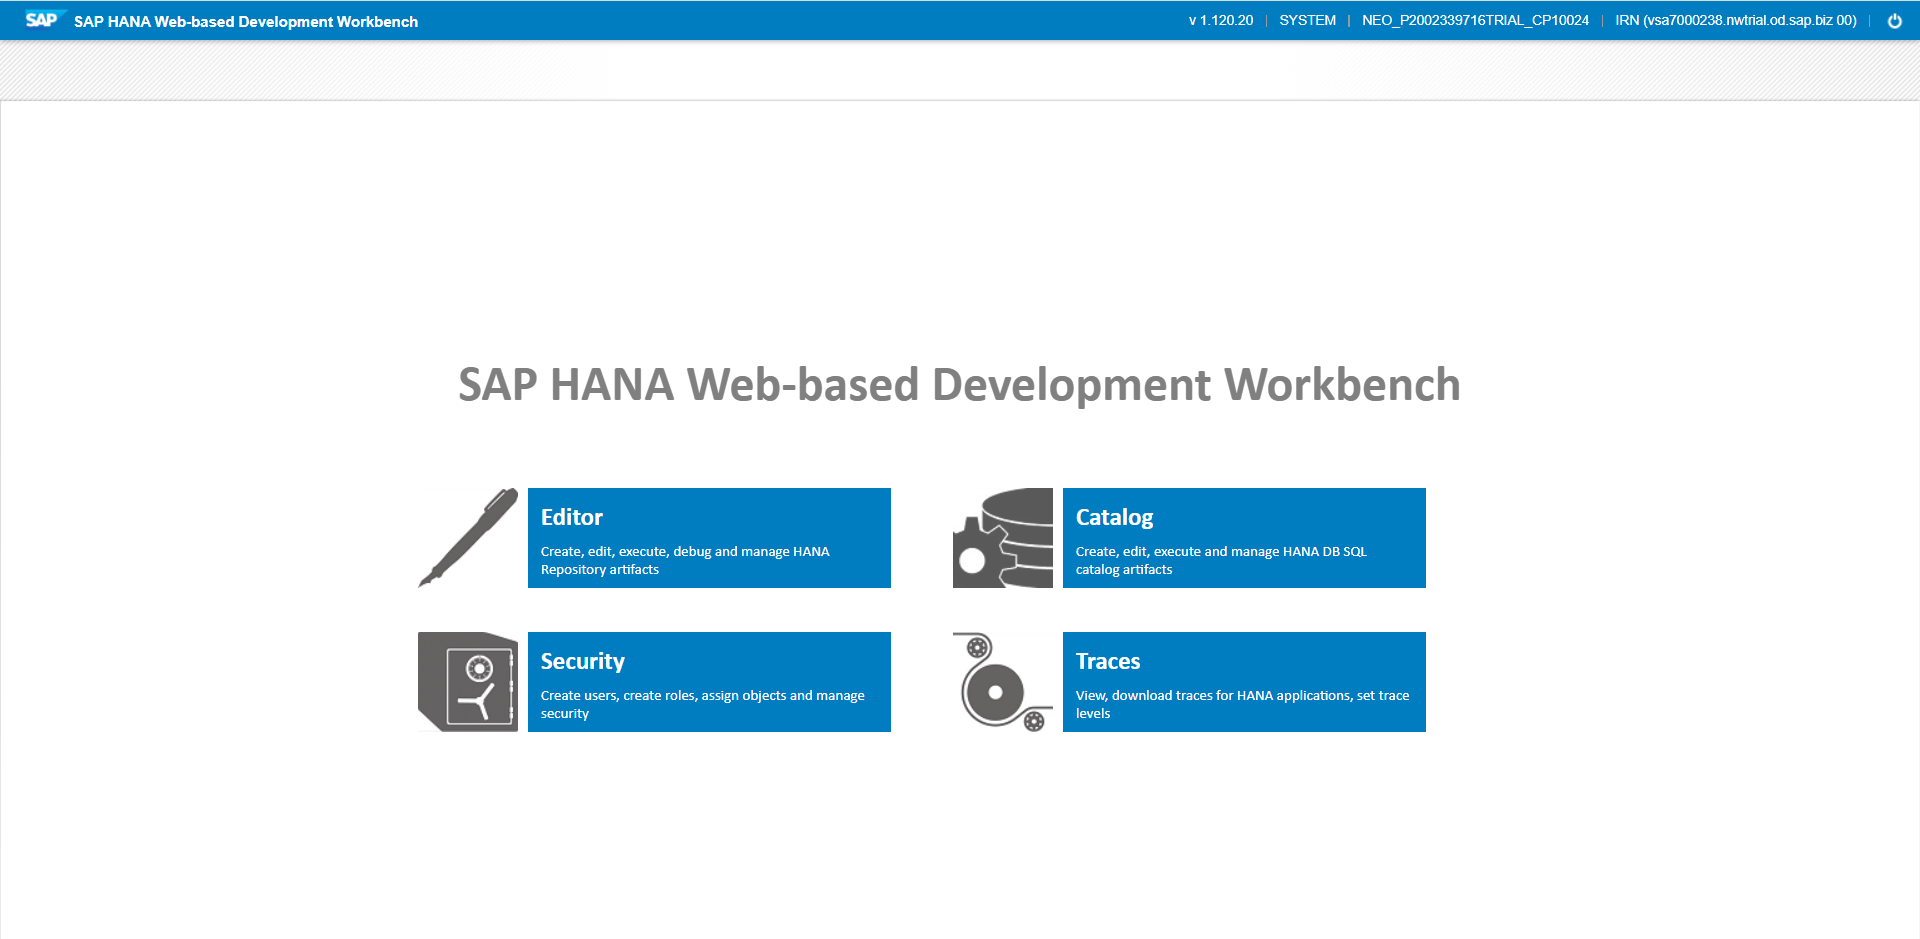 SAP SAP HANA Web-based Development Workbench v 1.120.20 | SYSTEM | NEO_P2002339716TRIAL_CP10024 | IRN (vsa7000238.nwtrial.od.sap.biz 00) |
SAP HANA Web-based Development Workbench
Editor
Create, edit, execute, debug and manage HANA
Repository artifacts
Catalog
Create, edit, execute and manage HANA DB SQL
catalog artifacts
Security
Create users, create roles, assign objects and manage
security
Traces
View, download traces for HANA applications, set trace
levels